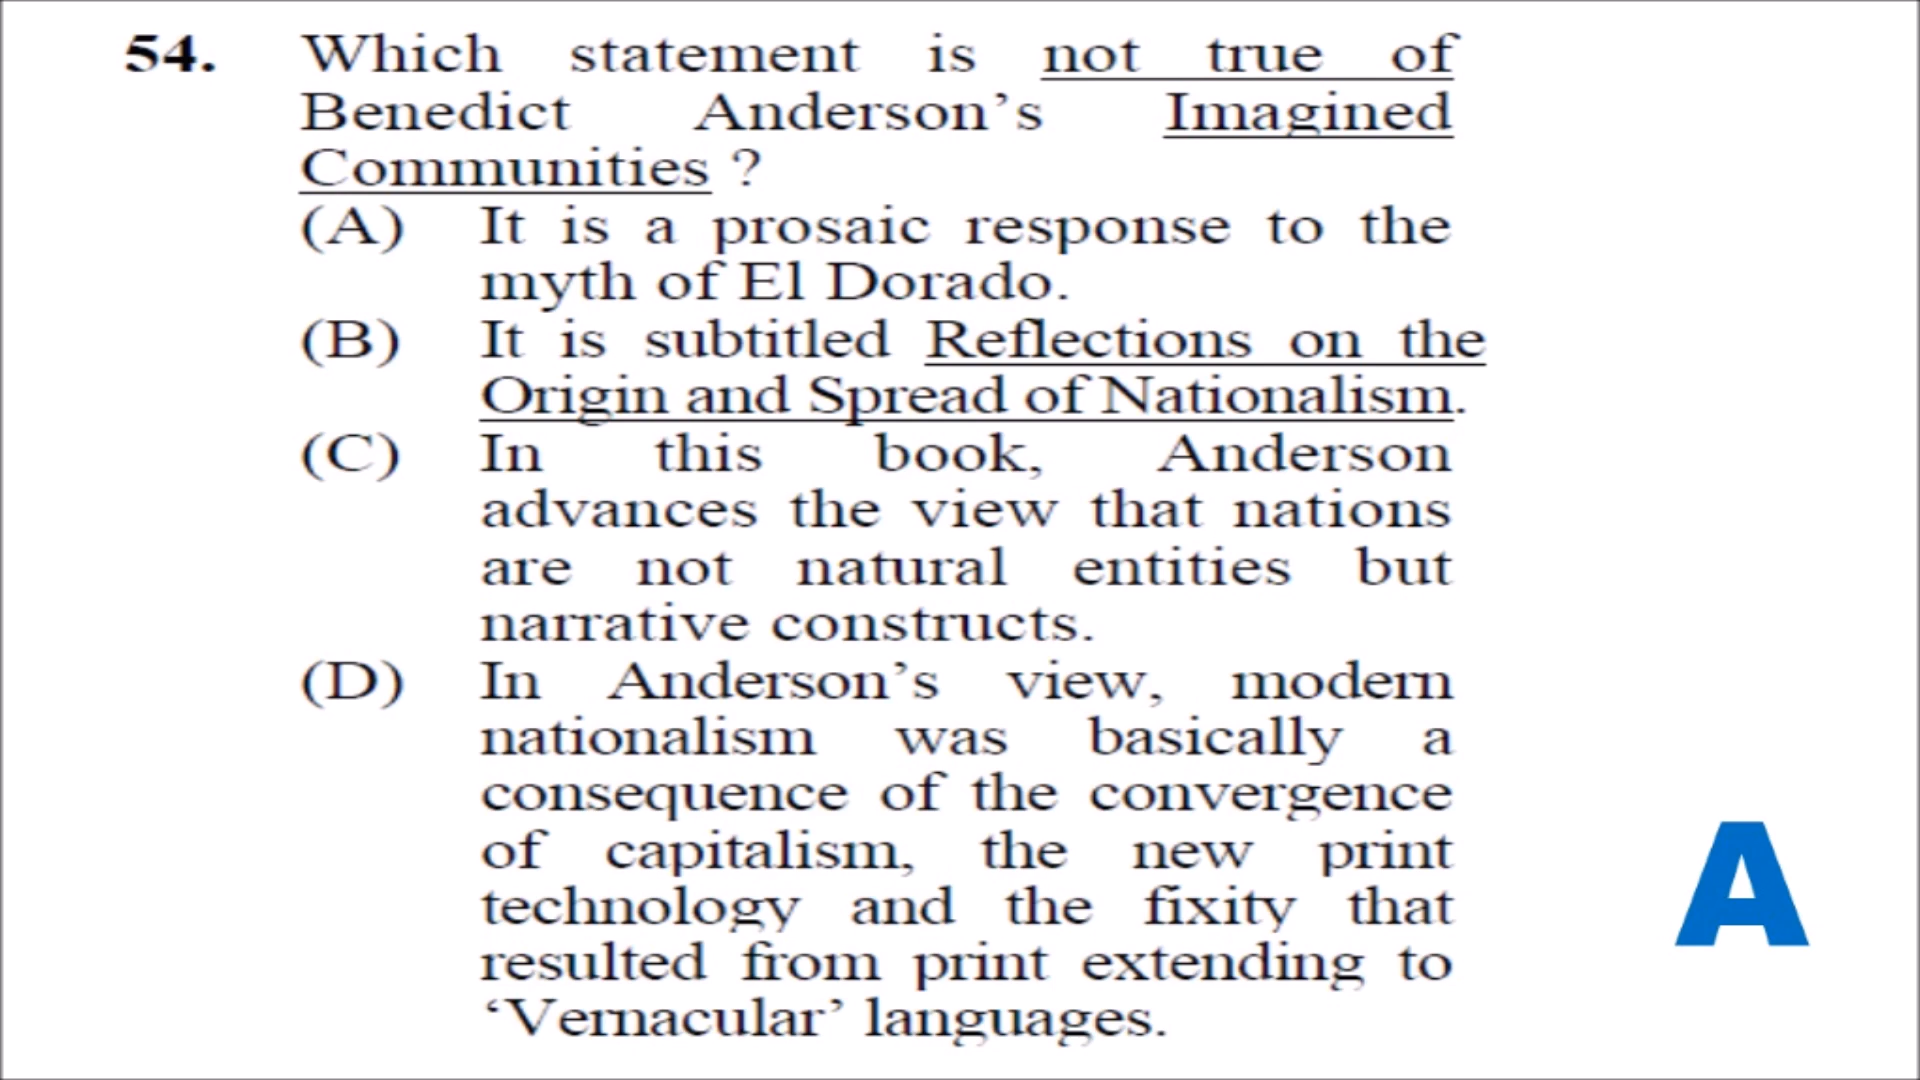 54. Which statement is not true of
Benedict Anderson's Imagined
Communities ?
(A) It is a prosaic response to the
myth of El Dorado.
(B) It is subtitled Reflections on the
Origin and Spread of Nationalism.
(C) In this book, Anderson
advances the view that nations
are not natural entities but
narrative constructs.
(D) In Anderson's view, modern
nationalism was basically a
consequence of the convergence
of capitalism, the new print
technology and the fixity that
resulted from print extending to
‘Vernacular’ languages.
A